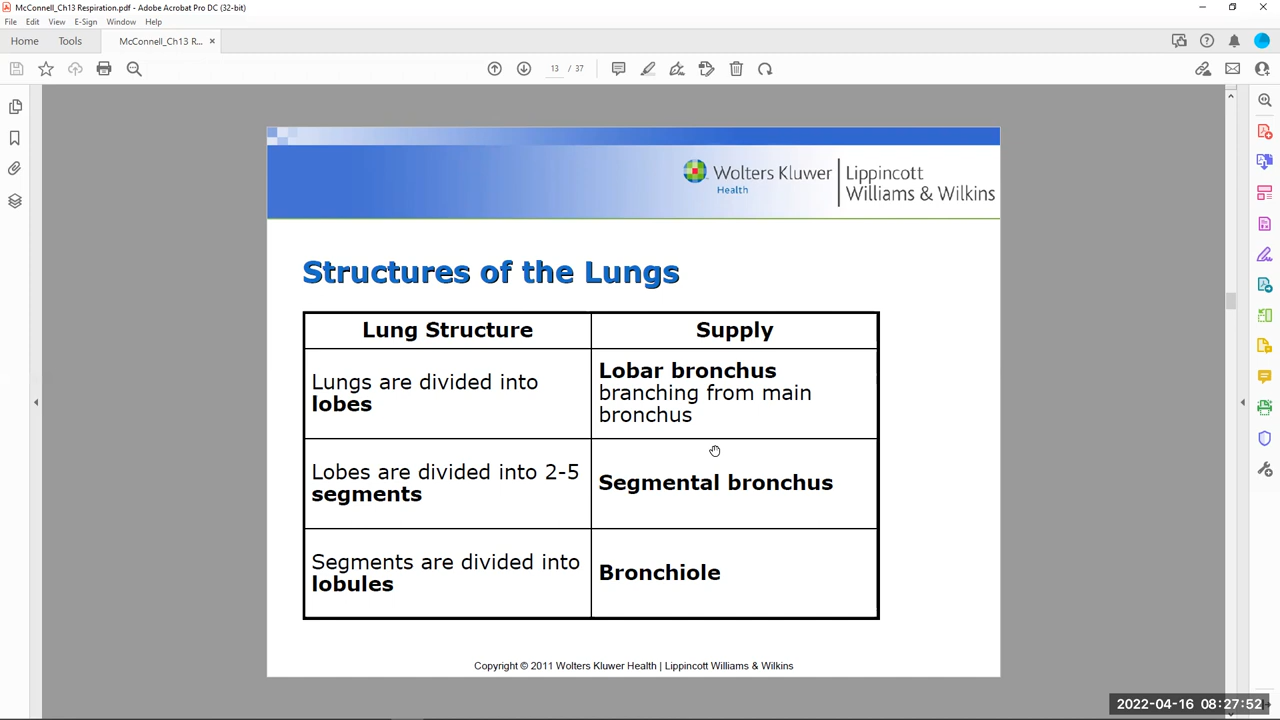 McConnell_Ch13 Respiration.pdf - Adobe Acrobat Pro DC (32-bit)
File Edit View E-Sign Window Help
Home Tools McConnell_Ch13 R... ×
13 / 37
Wolters Kluwer
Health
Lippincott
Williams & Wilkins
Structures of the Lungs
Lung Structure
Supply
Lungs are divided into
lobes
Lobar bronchus
branching from main
bronchus
Lobes are divided into 2-5
segments
Segmental bronchus
Segments are divided into
lobules
Bronchiole
Copyright © 2011 Wolters Kluwer Health | Lippincott Williams & Wilkins
2022-04-16 08:27:52